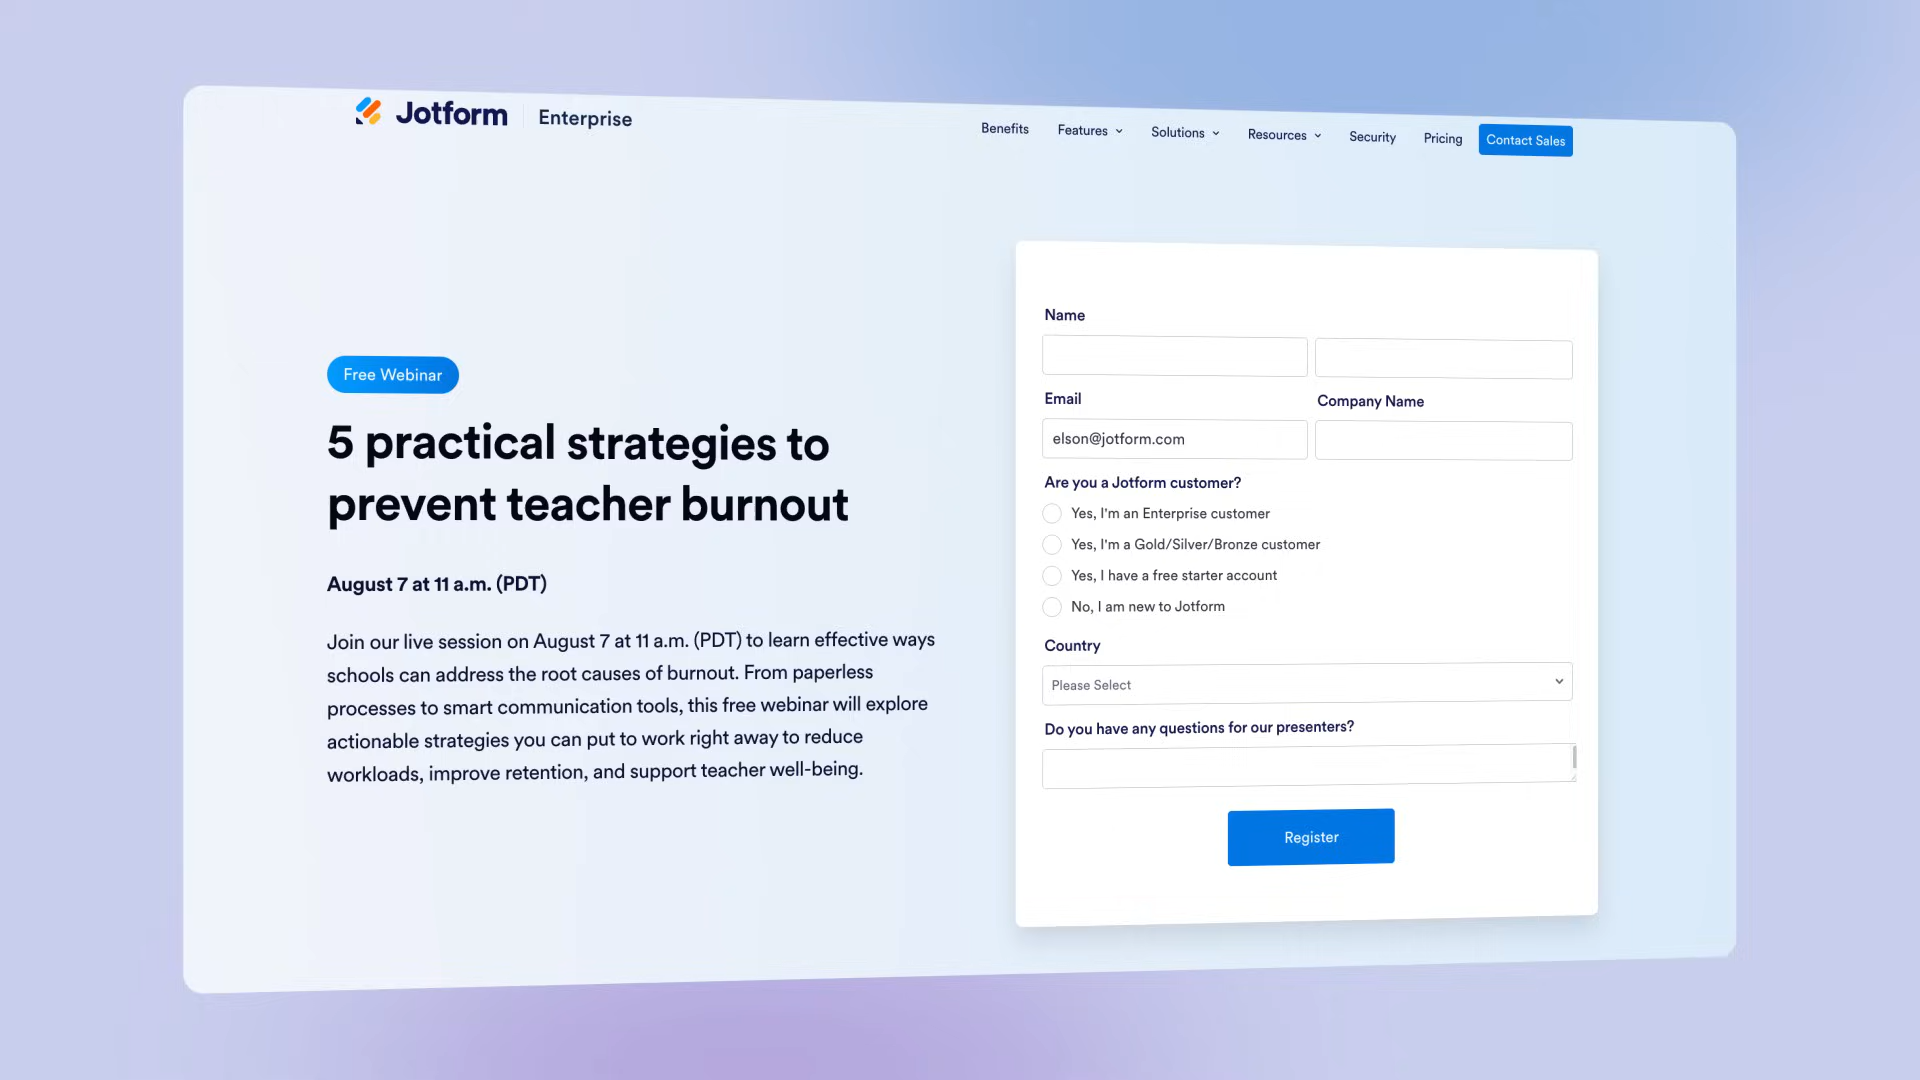 Jotform Enterprise
Benefits Features Solutions Resources Security Pricing Contact Sales
Free Webinar
5 practical strategies to
prevent teacher burnout
August 7 at 11 a.m. (PDT)
Join our live session on August 7 at 11 a.m. (PDT) to learn effective ways
schools can address the root causes of burnout. From paperless
processes to smart communication tools, this free webinar will explore
actionable strategies you can put to work right away to reduce
workloads, improve retention, and support teacher well-being.
Name
Email Company Name
elson@jotform.com
Are you a Jotform customer?
Yes, I'm an Enterprise customer
Yes, I'm a Gold/Silver/Bronze customer
Yes, I have a free starter account
No, I am new to Jotform
Country
Please Select
Do you have any questions for our presenters?
Register